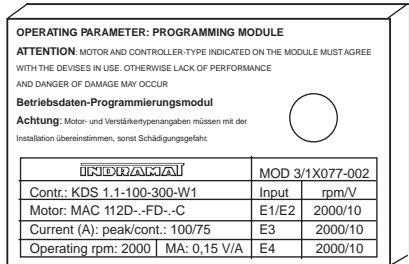 OPERATING PARAMETER: PROGRAMMING MODULE
ATTENTION: MOTOR AND CONTROLLER-TYPE INDICATED ON THE MODULE MUST AGREE
WITH THE DEVISES IN USE. OTHERWISE LACK OF PERFORMANCE
AND DANGER OF DAMAGE MAY OCCUR
Betriebsdaten-Programmierungsmodul
Achtung: Motor- und Verstärkertypenangaben müssen mit der
Installation übereinstimmen, sonst Schädigungsgefahr.
INDRAMAT MOD 3/1X077-002
Contr.: KDS 1.1-100-300-W1 Input rpm/V
Motor: MAC 112D-.-FD-.-C E1/E2 2000/10
Current (A): peak/cont.: 100/75 E3 2000/10
Operating rpm: 2000 MA: 0,15 V/A E4 2000/10